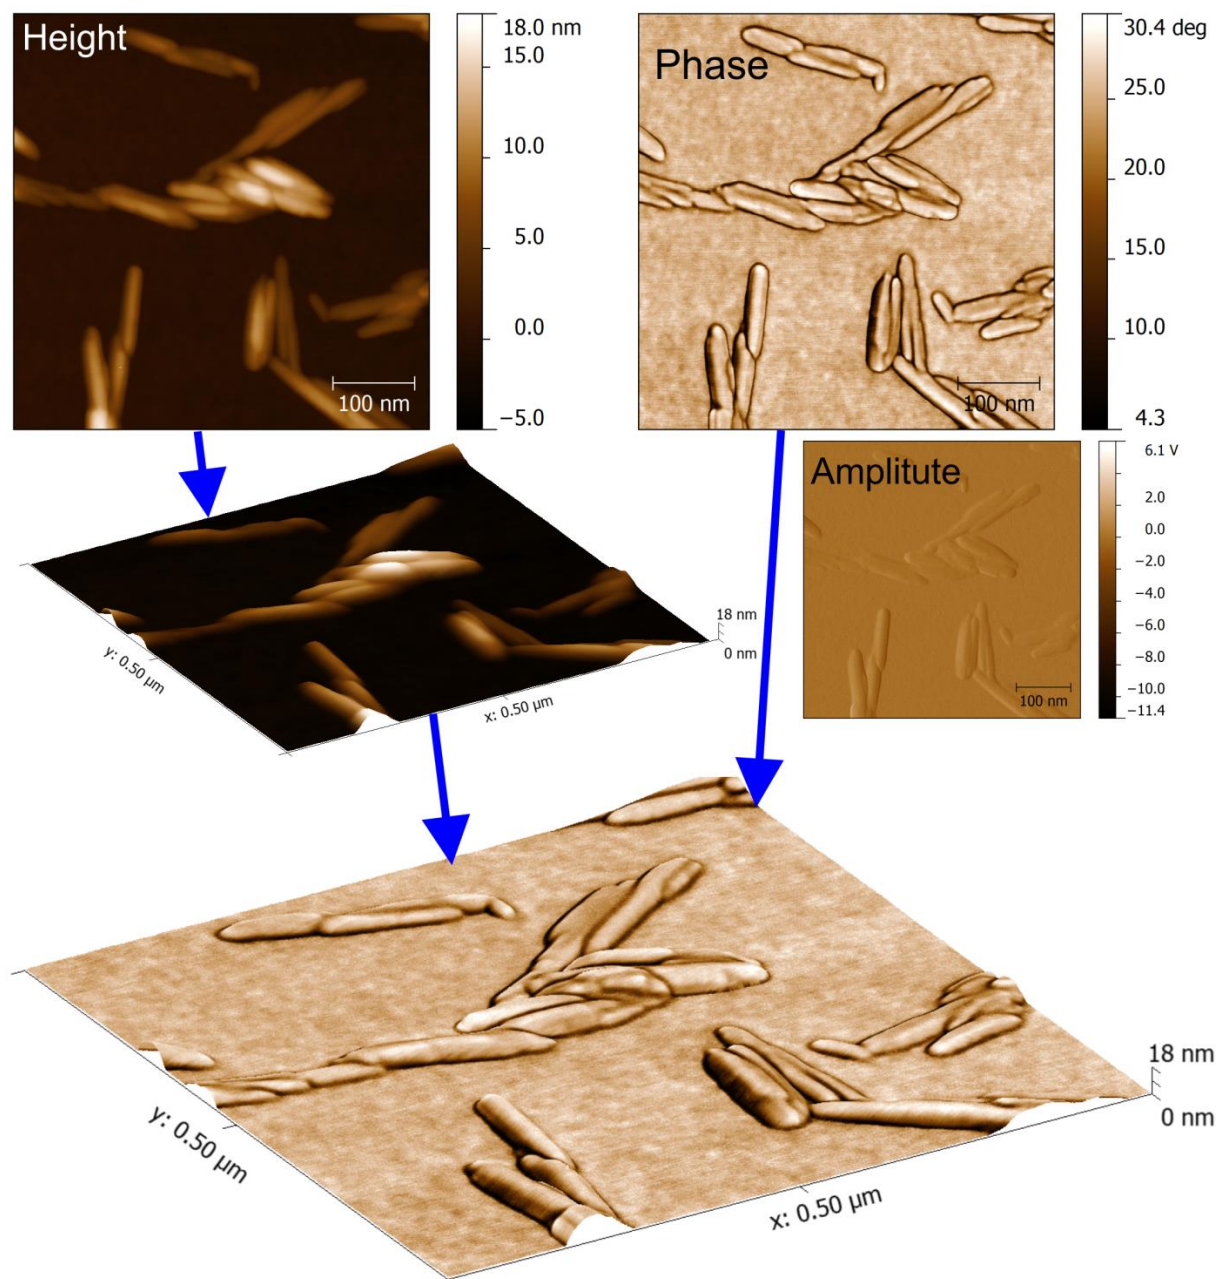 Height
18.0 nm
15.0
10.0
5.0
0.0
−5.0
100 nm
Phase
30.4 deg
25.0
20.0
15.0
10.0
4.3
100 nm
Amplitute
6.1 V
2.0
0.0
−2.0
−4.0
−6.0
−8.0
−10.0
−11.4
100 nm
18 nm
0 nm
y: 0.50 µm
x: 0.50 µm
18 nm
0 nm
y: 0.50 µm
x: 0.50 µm